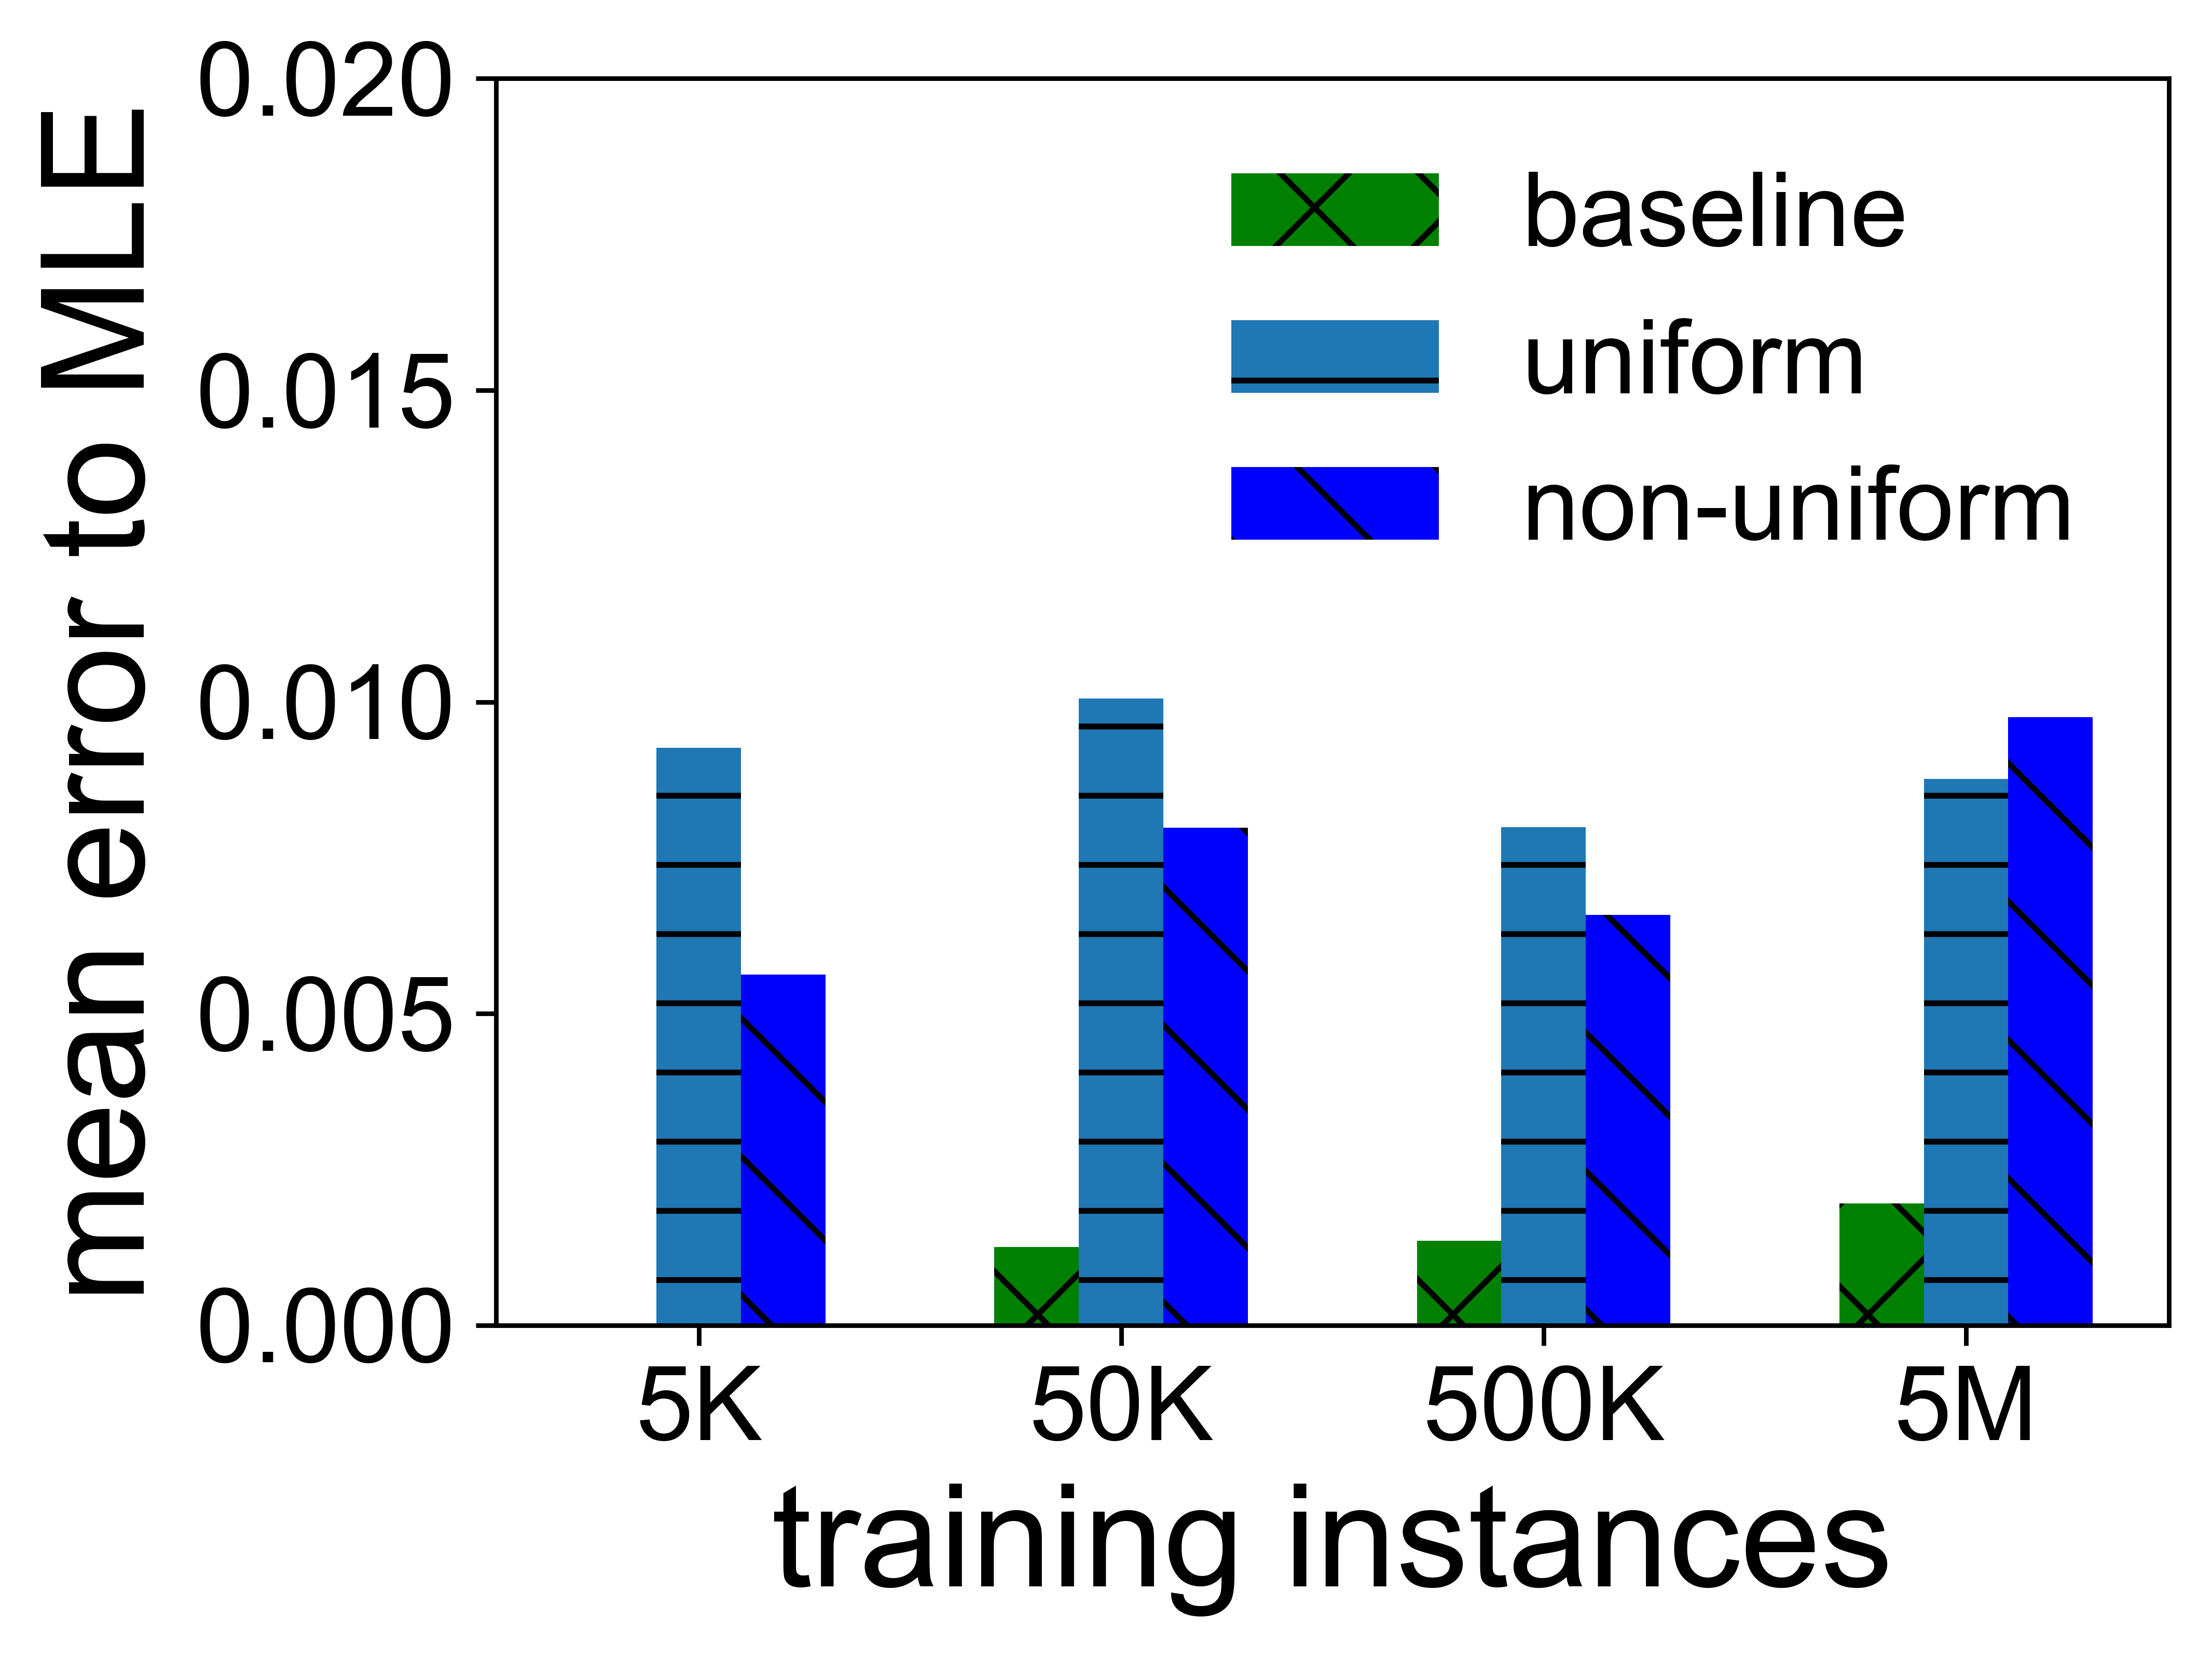 mean error to MLE
0.020
0.015
0.010
0.005
0.000
baseline
uniform
non-uniform
5K 50K 500K 5M
training instances